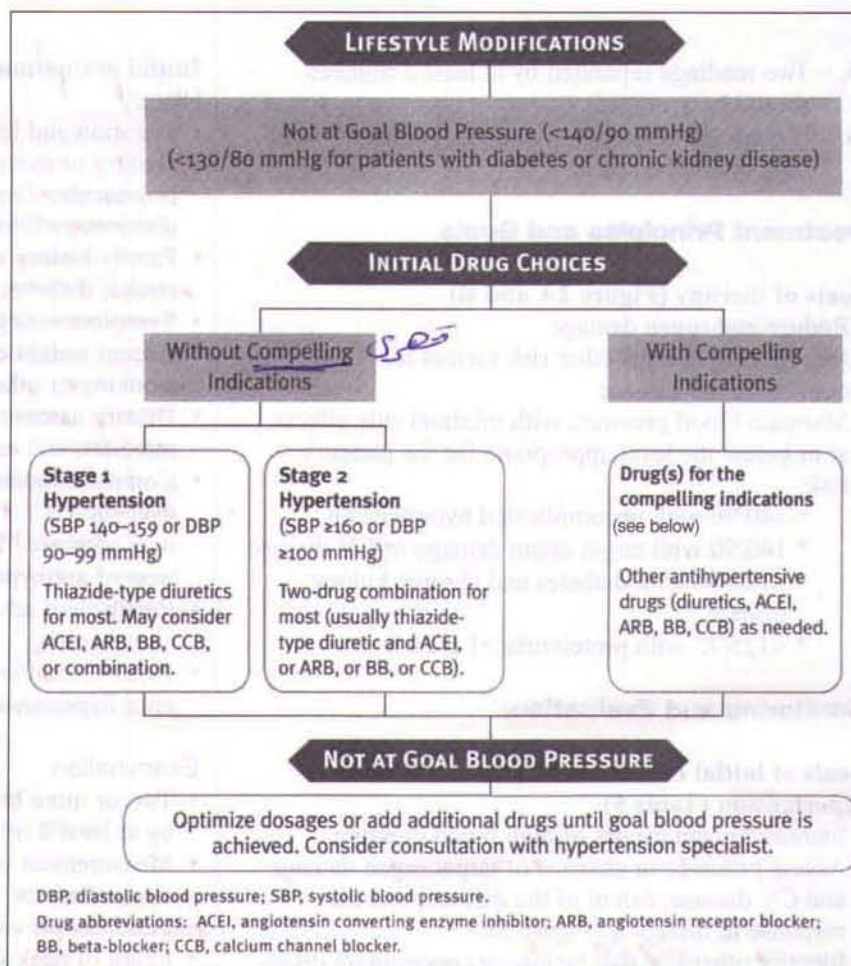 LIFESTYLE MODIFICATIONS
Not at Goal Blood Pressure (<140/90 mmHg)
(<130/80 mmHg for patients with diabetes or chronic kidney disease)
INITIAL DRUG CHOICES
Without Compelling
Indications
With Compelling
Indications
Stage 1
Hypertension
(SBP 140–159 or DBP
90–99 mmHg)
Thiazide-type diuretics
for most. May consider
ACEI, ARB, BB, CCB,
or combination.
Stage 2
Hypertension
(SBP ≥160 or DBP
≥100 mmHg)
Two-drug combination for
most (usually thiazide-
type diuretic and ACEI,
or ARB, or BB, or CCB).
Drug(s) for the
compelling indications
(see below)
Other antihypertensive
drugs (diuretics, ACEI,
ARB, BB, CCB) as needed.
NOT AT GOAL BLOOD PRESSURE
Optimize dosages or add additional drugs until goal blood pressure is
achieved. Consider consultation with hypertension specialist.
DBP, diastolic blood pressure; SBP, systolic blood pressure.
Drug abbreviations: ACEI, angiotensin converting enzyme inhibitor; ARB, angiotensin receptor blocker;
BB, beta-blocker; CCB, calcium channel blocker.